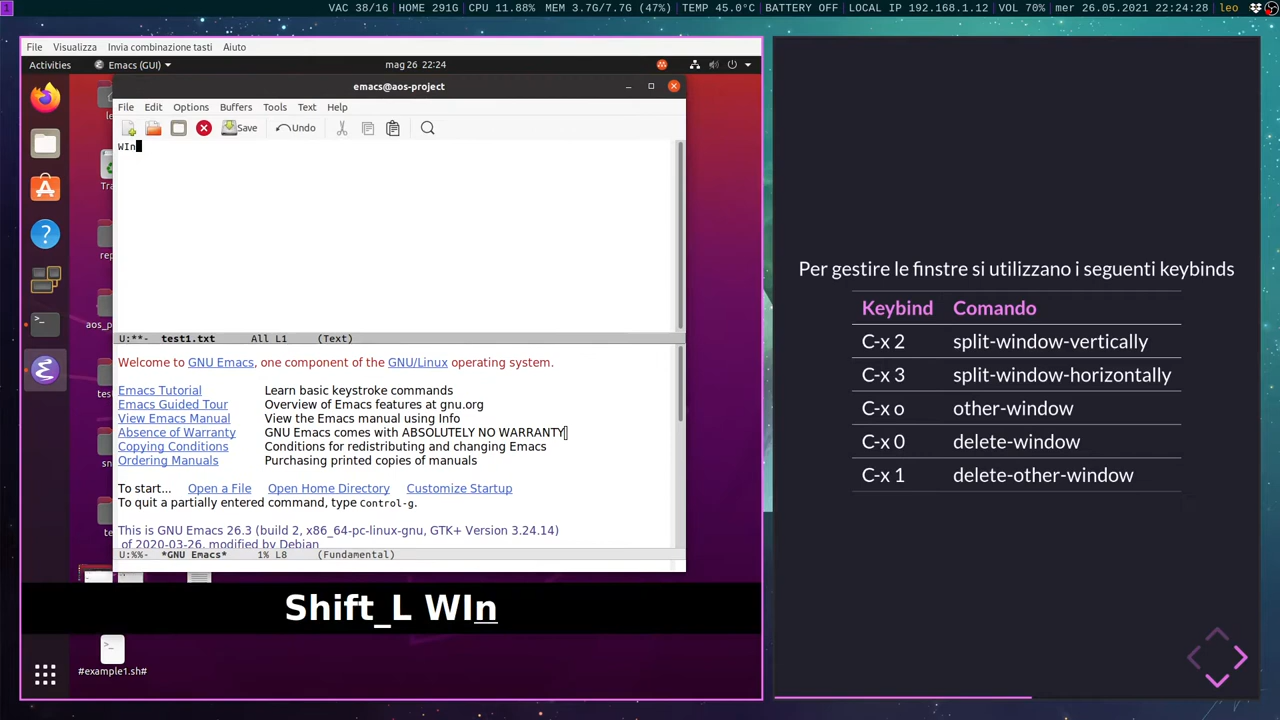 1
VAC 38/16 | HOME 291G | CPU 11.88% MEM 3.7G/7.7G (47%) | TEMP 45.0°C | BATTERY OFF | LOCAL IP 192.168.1.12 | VOL 70% | mer 26.05.2021 22:24:28 | leo
File Visualizza Invia combinazione tasti Aiuto
Activities Emacs (GUI) mag 26 22:24
emacs@aos-project
File Edit Options Buffers Tools Text Help
Save Undo
WIn
U:**- test1.txt All L1 (Text)
Welcome to GNU Emacs, one component of the GNU/Linux operating system.
Emacs Tutorial Learn basic keystroke commands
Emacs Guided Tour Overview of Emacs features at gnu.org
View Emacs Manual View the Emacs manual using Info
Absence of Warranty GNU Emacs comes with ABSOLUTELY NO WARRANTY
Copying Conditions Conditions for redistributing and changing Emacs
Ordering Manuals Purchasing printed copies of manuals
To start... Open a File Open Home Directory Customize Startup
To quit a partially entered command, type Control-g.
This is GNU Emacs 26.3 (build 2, x86_64-pc-linux-gnu, GTK+ Version 3.24.14)
of 2020-03-26, modified by Debian
U:%%- *GNU Emacs* 1% L8 (Fundamental)
Shift_L WIn
#example1.sh#
Per gestire le finstre si utilizzano i seguenti keybinds
Keybind Comando
C-x 2 split-window-vertically
C-x 3 split-window-horizontally
C-x o other-window
C-x 0 delete-window
C-x 1 delete-other-window